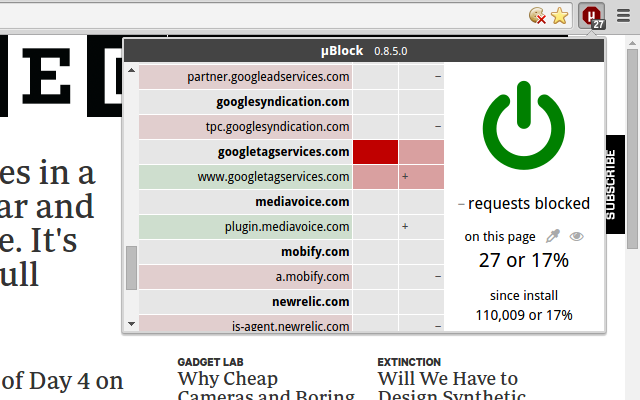 µ
27
µBlock 0.8.5.0
partner.googleadservices.com –
googlesyndication.com
tpc.googlesyndication.com –
googletagservices.com
www.googletagservices.com +
mediavoice.com
plugin.mediavoice.com +
mobify.com
a.mobify.com –
newrelic.com
is-agent.newrelic.com –
– requests blocked
on this page
27 or 17%
since install
110,009 or 17%
ED
es in a
ar and
e. It's
ull
SUBSCRIBE
of Day 4 on
GADGET LAB
Why Cheap
Cameras and Boring
EXTINCTION
Will We Have to
Design Synthetic